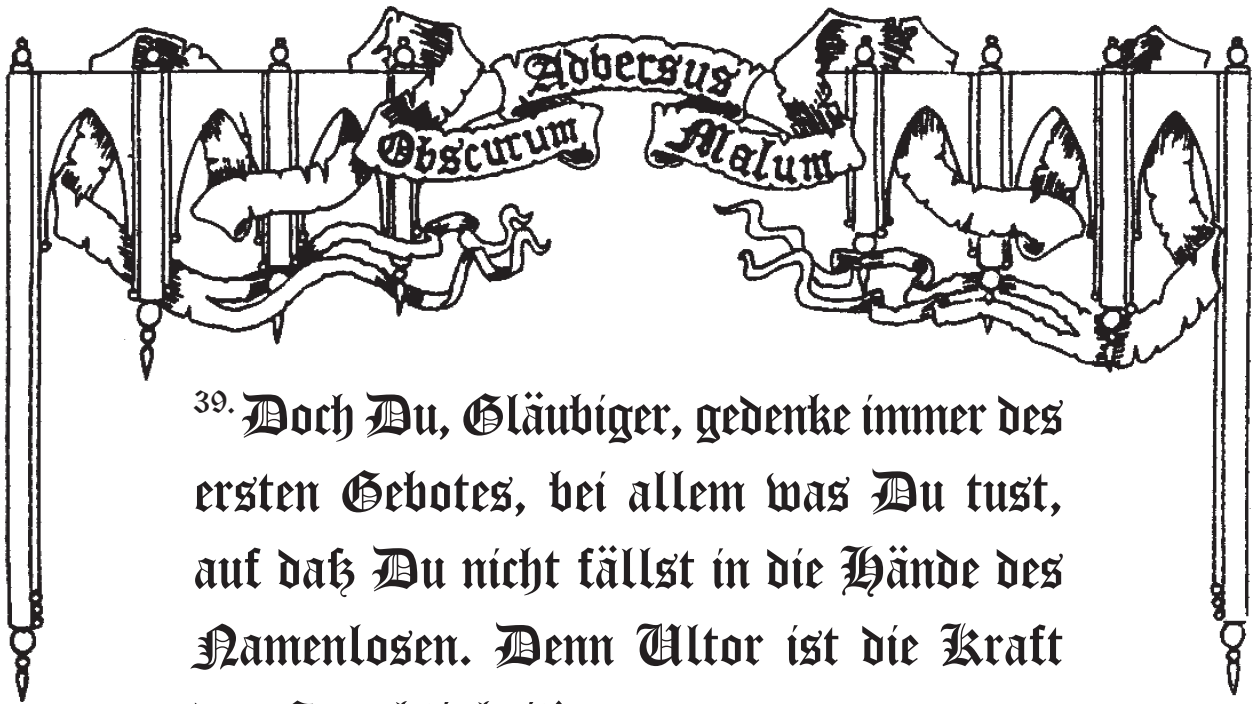 Adversus
Obscurum Malum
39. Doch Du, Gläubiger, gedenke immer des
ersten Gebotes, bei allem was Du tust,
auf daß Du nicht fällst in die Hände des
Namenlosen. Denn Ultor ist die Kraft